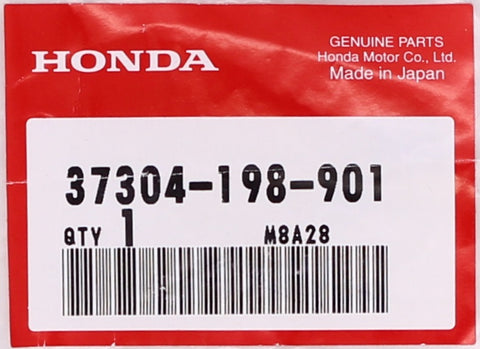 HONDA
GENUINE PARTS
Honda Motor Co., Ltd.
Made in Japan
37304-198-901
QTY 1 M8A28